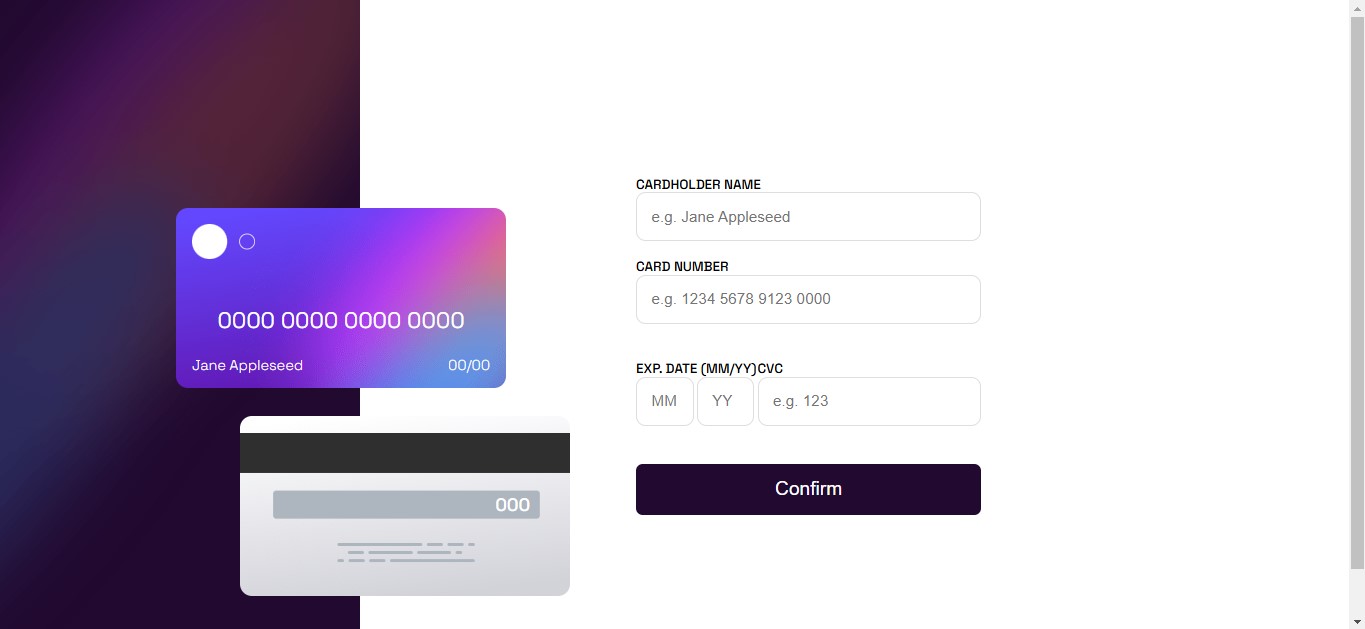 0000 0000 0000 0000
Jane Appleseed 00/00
000
CARDHOLDER NAME
e.g. Jane Appleseed
CARD NUMBER
e.g. 1234 5678 9123 0000
EXP. DATE (MM/YY) CVC
MM YY e.g. 123
Confirm